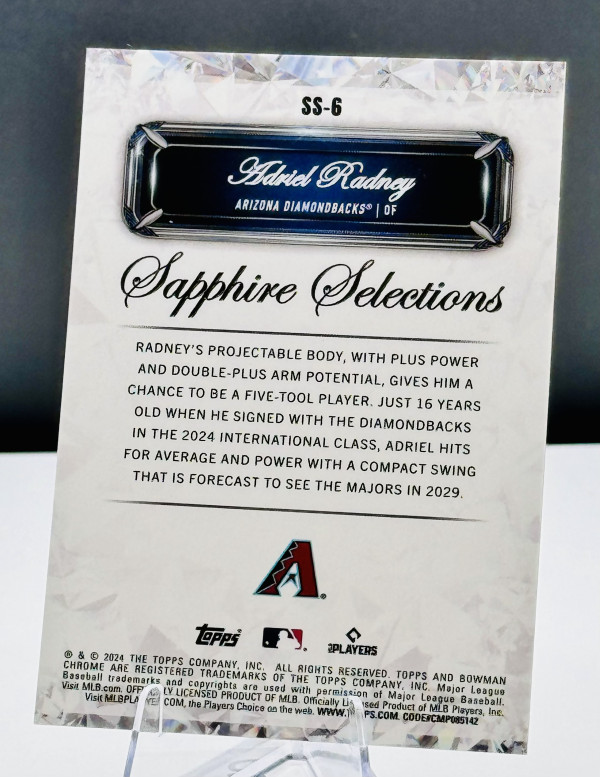 SS-6
Adriel Radney
ARIZONA DIAMONDBACKS® | OF
Sapphire Selections
RADNEY'S PROJECTABLE BODY, WITH PLUS POWER
AND DOUBLE-PLUS ARM POTENTIAL, GIVES HIM A
CHANCE TO BE A FIVE-TOOL PLAYER. JUST 16 YEARS
OLD WHEN HE SIGNED WITH THE DIAMONDBACKS
IN THE 2024 INTERNATIONAL CLASS, ADRIEL HITS
FOR AVERAGE AND POWER WITH A COMPACT SWING
THAT IS FORECAST TO SEE THE MAJORS IN 2029.
A
Topps PLAYERS
® & © 2024 THE TOPPS COMPANY, INC. ALL RIGHTS RESERVED. TOPPS AND BOWMAN
CHROME ARE REGISTERED TRADEMARKS OF THE TOPPS COMPANY, INC. Major League
Baseball trademarks and copyrights are used with permission of Major League Baseball.
Visit MLB.com. LICENSED PRODUCT OF MLB. Officially Product of MLB Players, Inc.
Visit .COM, the Players Choice on the web. CODE#CMP085142